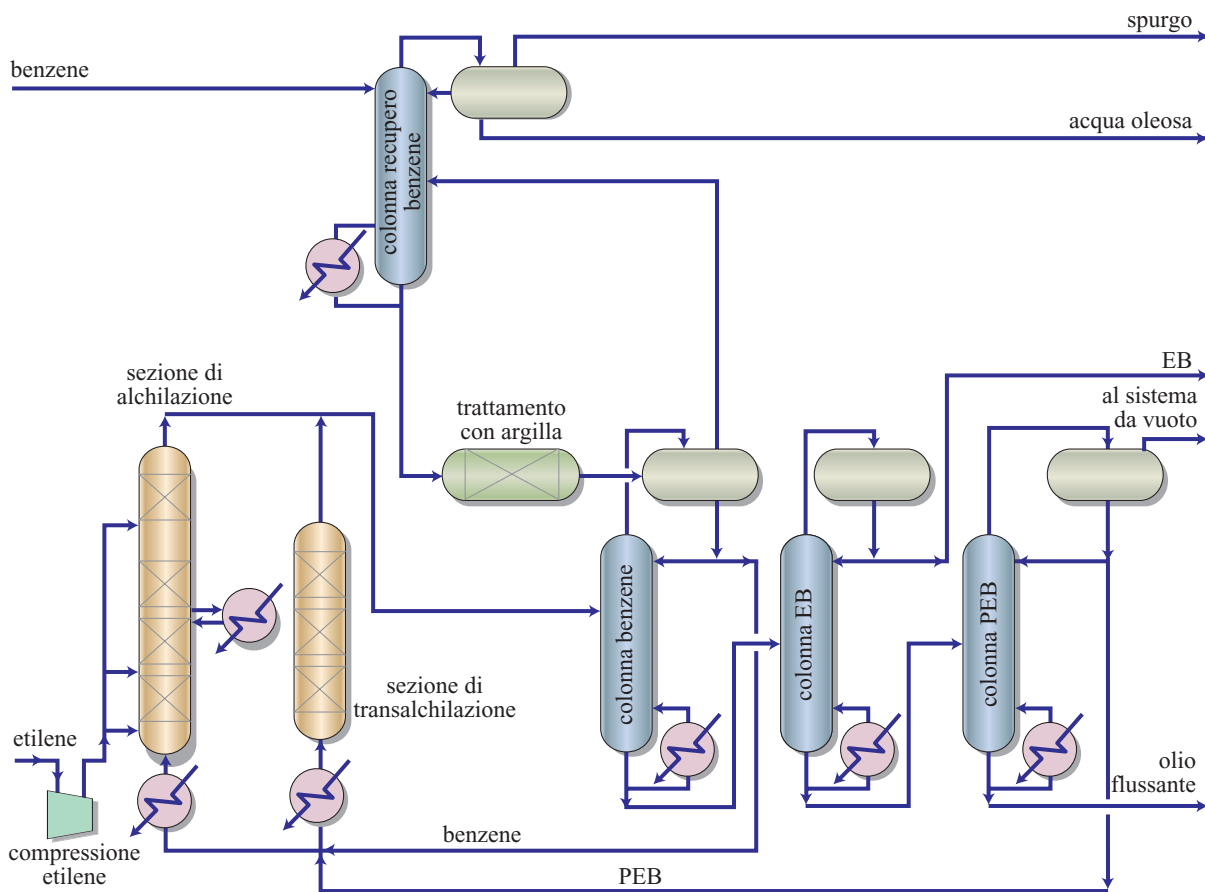 spurgo
benzene
acqua oleosa
colonna recupero
benzene
EB
sezione di
alchilazione
al sistema
da vuoto
trattamento
con argilla
colonna benzene
colonna EB
colonna PEB
sezione di
transalchilazione
etilene
olio
flussante
compressione
etilene
benzene
PEB